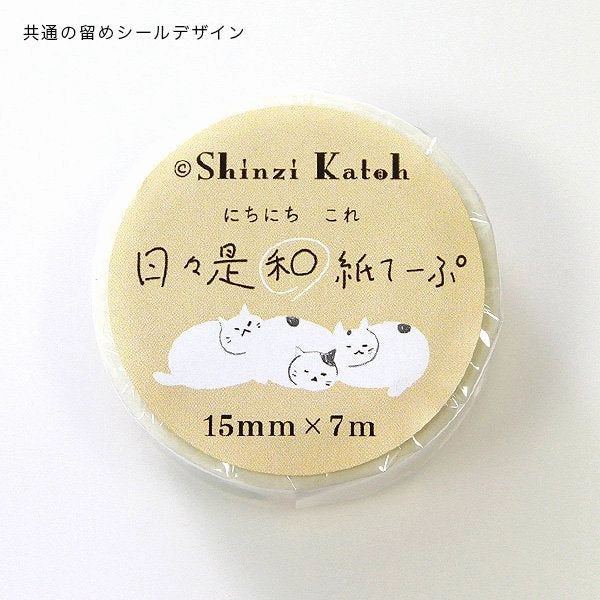 共通の留めシールデザイン
©Shinzi Katoh
にちにち これ
日々是和紙てーぷ
15mm×7m